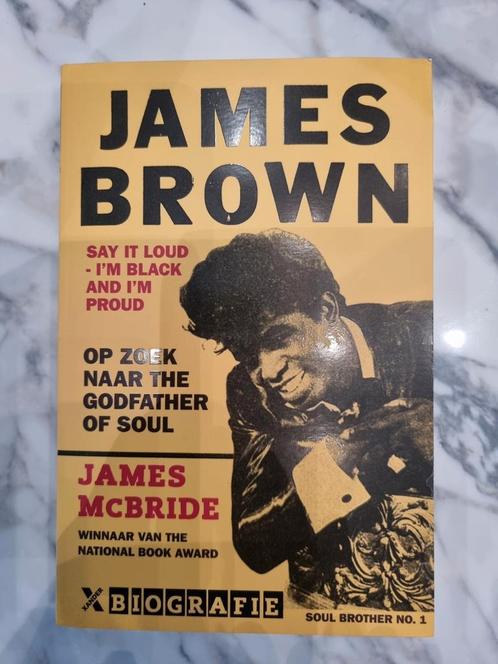 JAMES
BROWN
SAY IT LOUD
- I'M BLACK
AND I'M
PROUD
OP ZOEK
NAAR THE
GODFATHER
OF SOUL
JAMES
McBRIDE
WINNAAR VAN THE
NATIONAL BOOK AWARD
XANDER
BIOGRAFIE
SOUL BROTHER NO. 1